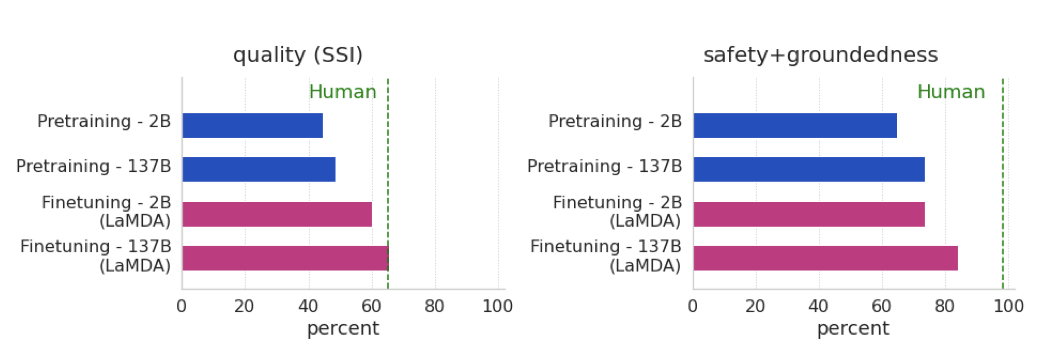 quality (SSI)
Human
Pretraining - 2B
Pretraining - 137B
Finetuning - 2B
(LaMDA)
Finetuning - 137B
(LaMDA)
0 20 40 60 80 100
percent
safety+groundedness
Human
Pretraining - 2B
Pretraining - 137B
Finetuning - 2B
(LaMDA)
Finetuning - 137B
(LaMDA)
0 20 40 60 80 100
percent